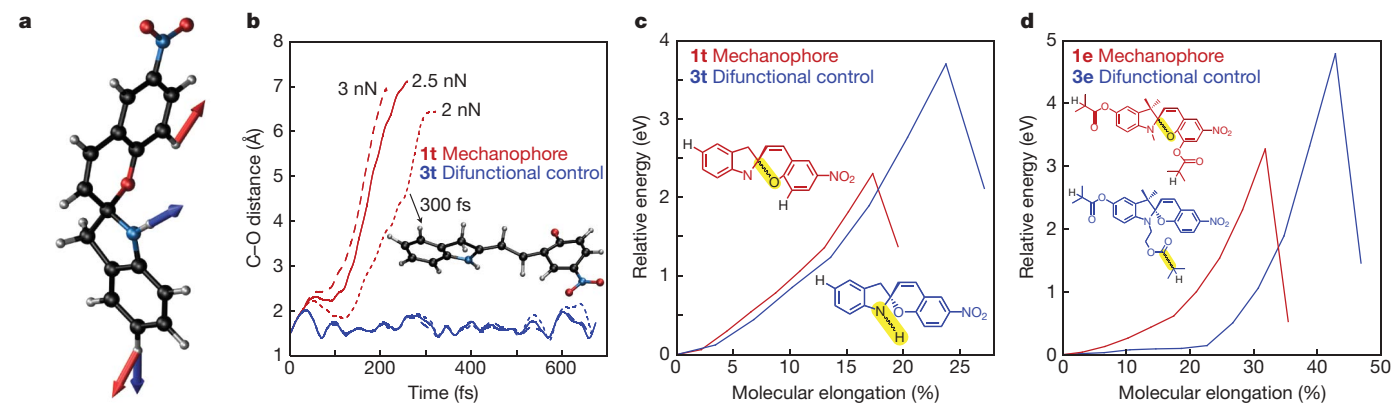 a
b
8
7
6
5
4
3
2
1
C–O distance (Å)
0
200
400
600
Time (fs)
3 nN
2.5 nN
2 nN
1t Mechanophore
3t Difunctional control
300 fs
c
4
3
2
1
0
Relative energy (eV)
0
5
10
15
20
25
Molecular elongation (%)
1t Mechanophore
3t Difunctional control
H
N
O
NO2
H
H
N
O
NO2
H
d
5
4
3
2
1
0
Relative energy (eV)
0
10
20
30
40
50
Molecular elongation (%)
1e Mechanophore
3e Difunctional control
H
O
O
N
O
NO2
O
O
H
H
O
O
N
O
NO2
O
O
H